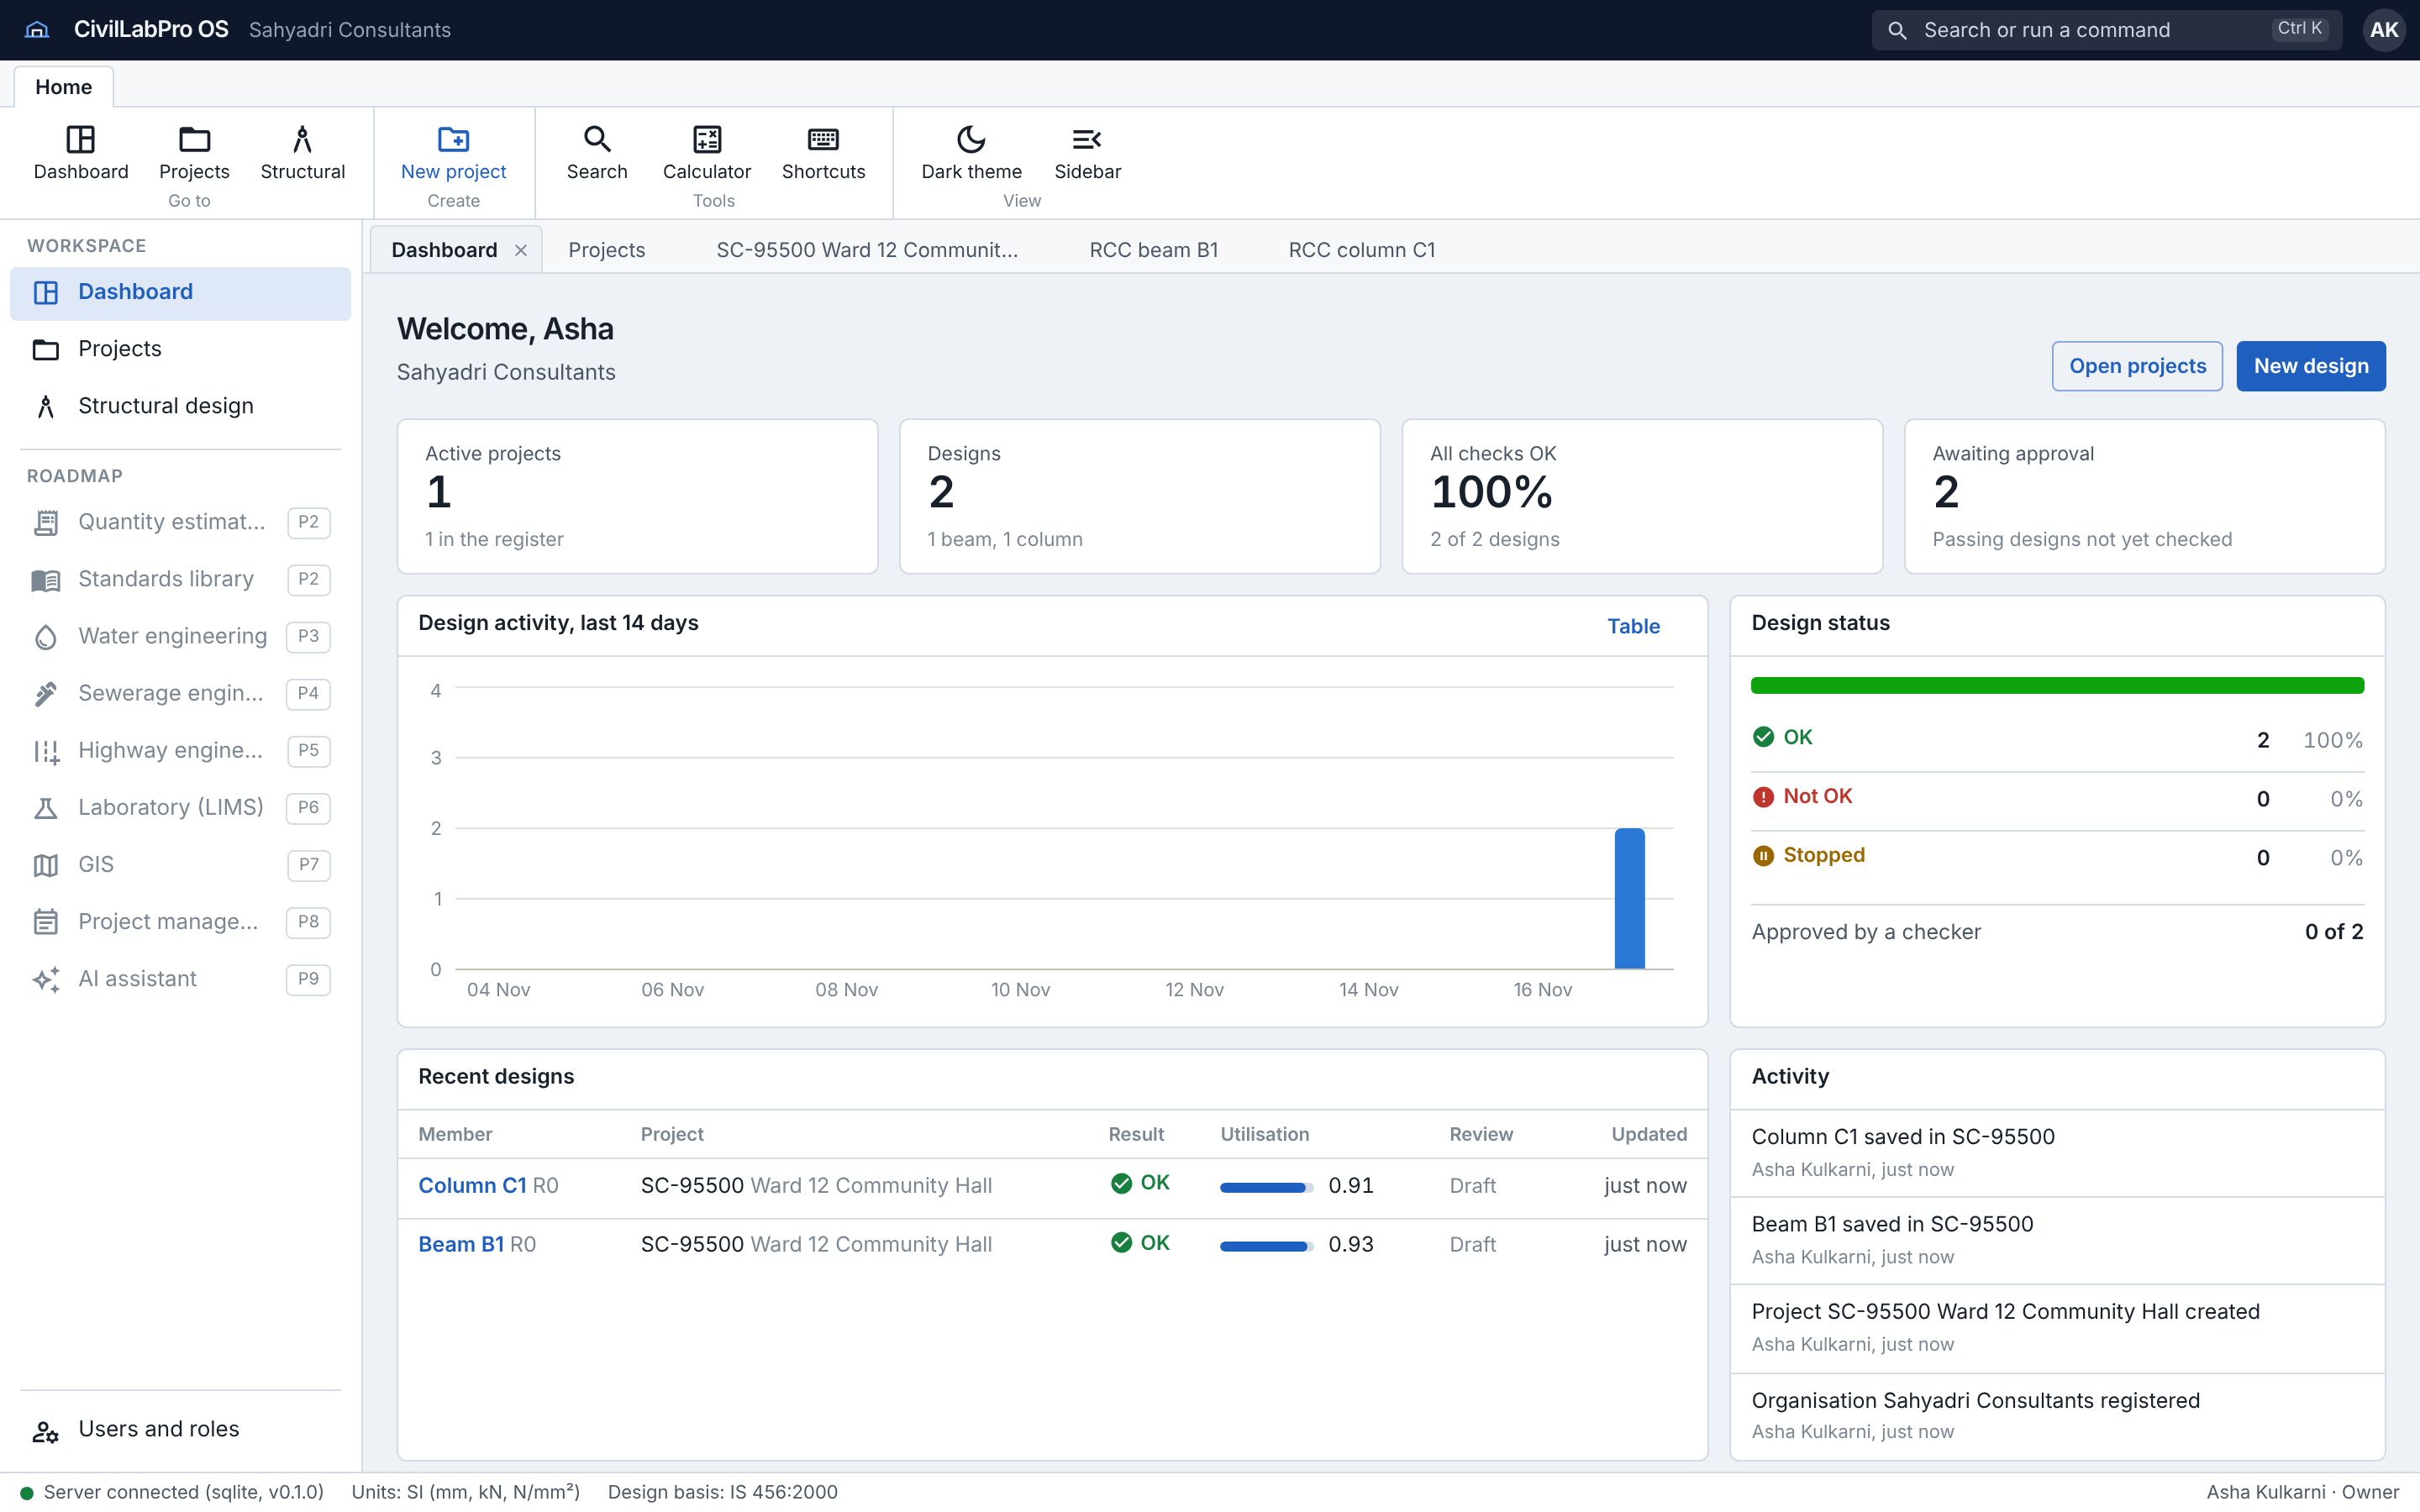 CivilLabPro OS Sahyadri Consultants Search or run a command Ctrl K AK
Home
Dashboard Projects Structural New project Search Calculator Shortcuts Dark theme Sidebar
Go to Create Tools View
WORKSPACE
Dashboard
Projects
Structural design
ROADMAP
Quantity estimat... P2
Standards library P2
Water engineering P3
Sewerage engin... P4
Highway engine... P5
Laboratory (LIMS) P6
GIS P7
Project manage... P8
AI assistant P9
Users and roles
Dashboard Projects SC-95500 Ward 12 Communit... RCC beam B1 RCC column C1
Welcome, Asha
Sahyadri Consultants
Open projects New design
Active projects
1
1 in the register
Designs
2
1 beam, 1 column
All checks OK
100%
2 of 2 designs
Awaiting approval
2
Passing designs not yet checked
Design activity, last 14 days Table
4
3
2
1
0
04 Nov 06 Nov 08 Nov 10 Nov 12 Nov 14 Nov 16 Nov
Design status
OK 2 100%
Not OK 0 0%
Stopped 0 0%
Approved by a checker 0 of 2
Recent designs
Member Project Result Utilisation Review Updated
Column C1 R0 SC-95500 Ward 12 Community Hall OK 0.91 Draft just now
Beam B1 R0 SC-95500 Ward 12 Community Hall OK 0.93 Draft just now
Activity
Column C1 saved in SC-95500
Asha Kulkarni, just now
Beam B1 saved in SC-95500
Asha Kulkarni, just now
Project SC-95500 Ward 12 Community Hall created
Asha Kulkarni, just now
Organisation Sahyadri Consultants registered
Asha Kulkarni, just now
Server connected (sqlite, v0.1.0) Units: SI (mm, kN, N/mm²) Design basis: IS 456:2000 Asha Kulkarni · Owner